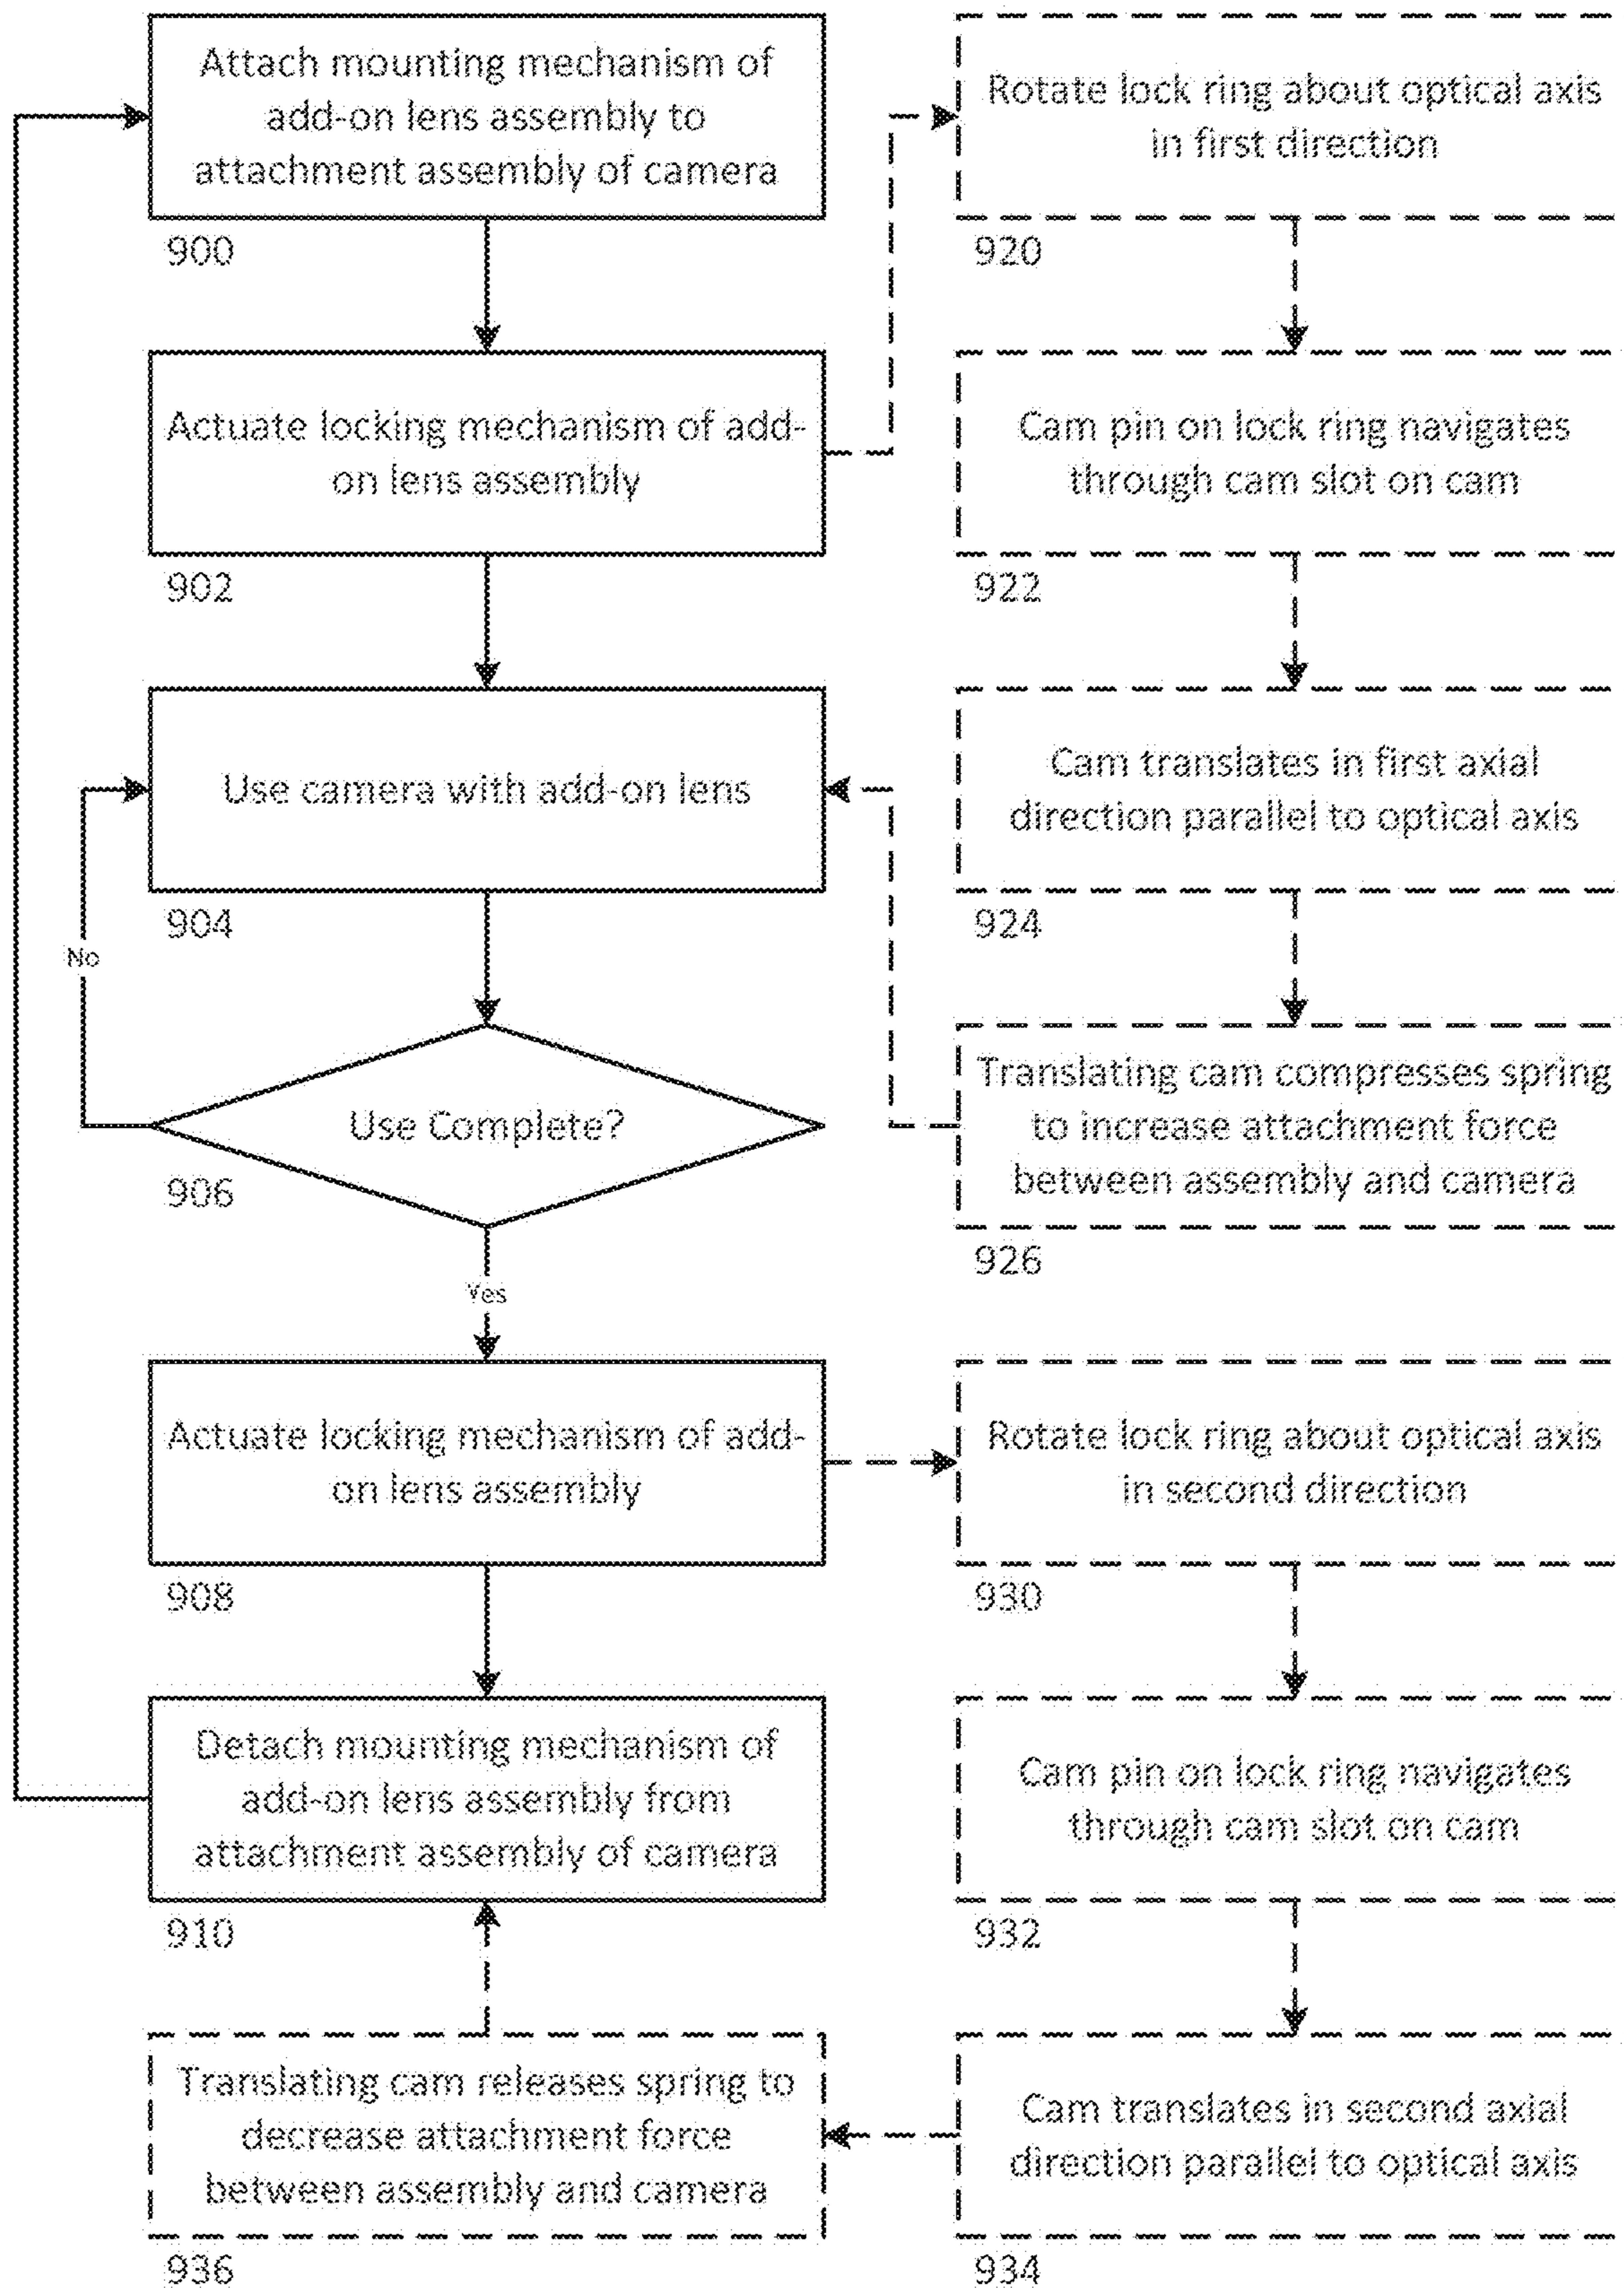 Attach mounting mechanism of
add-on lens assembly to
attachment assembly of camera
900
Rotate lock ring about optical axis
in first direction
920
Actuate locking mechanism of add-
on lens assembly
902
Cam pin on lock ring navigates
through cam slot on cam
922
Use camera with add-on lens
904
Cam translates in first axial
direction parallel to optical axis
924
No
Use Complete?
906
Translating cam compresses spring
to increase attachment force
between assembly and camera
926
Yes
Actuate locking mechanism of add-
on lens assembly
908
Rotate lock ring about optical axis
in second direction
930
Detach mounting mechanism of
add-on lens assembly from
attachment assembly of camera
910
Cam pin on lock ring navigates
through cam slot on cam
932
Translating cam releases spring to
decrease attachment force
between assembly and camera
936
Cam translates in second axial
direction parallel to optical axis
934